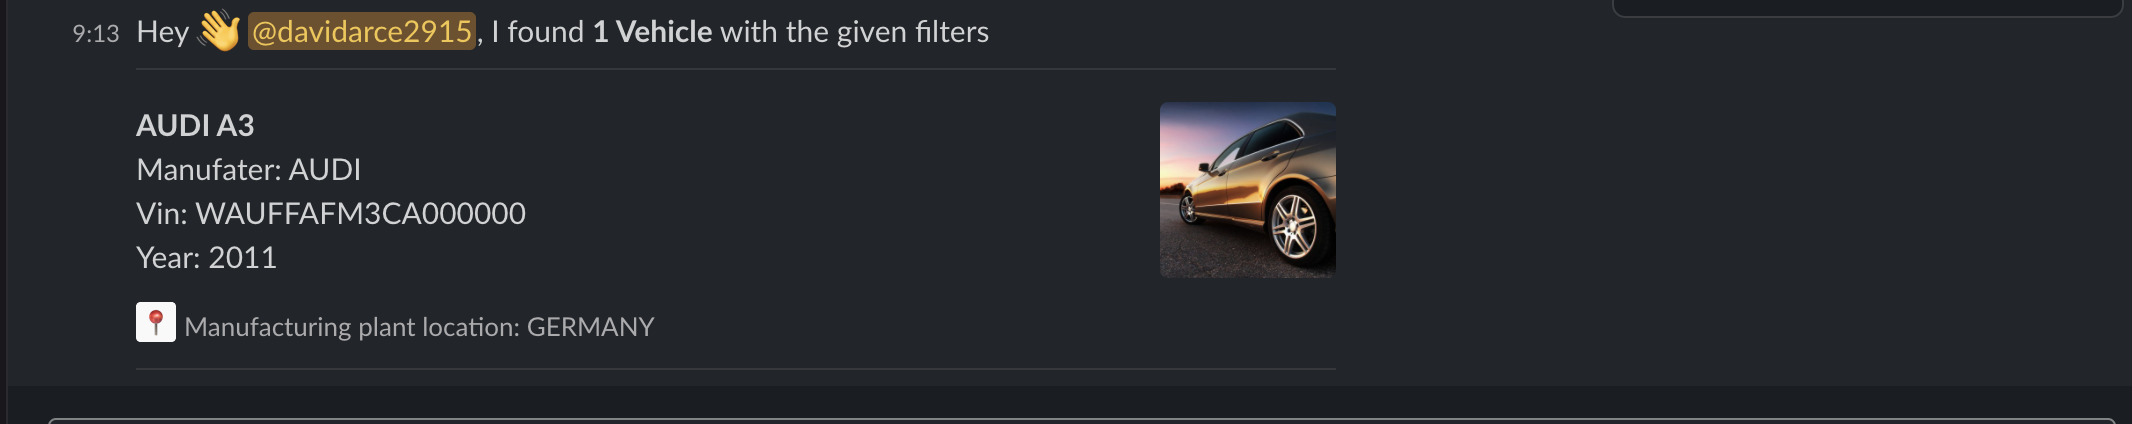 9:13 Hey 👋 @davidarce2915, I found 1 Vehicle with the given filters
AUDI A3
Manufater: AUDI
Vin: WAUFFAFM3CA000000
Year: 2011
Manufacturing plant location: GERMANY